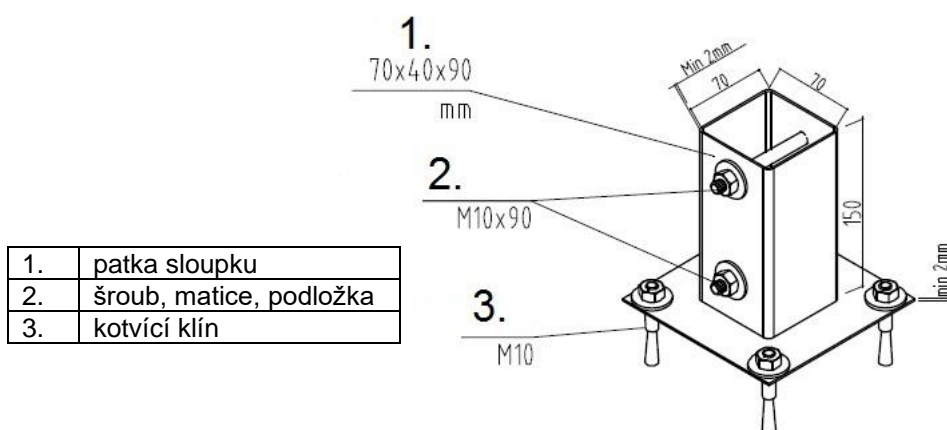 1.
70x40x90
mm
Min 2mm
70
70
2.
M10x90
150
min 2mm
3.
M10
1. patka sloupku
2. šroub, matice, podložka
3. kotvící klín